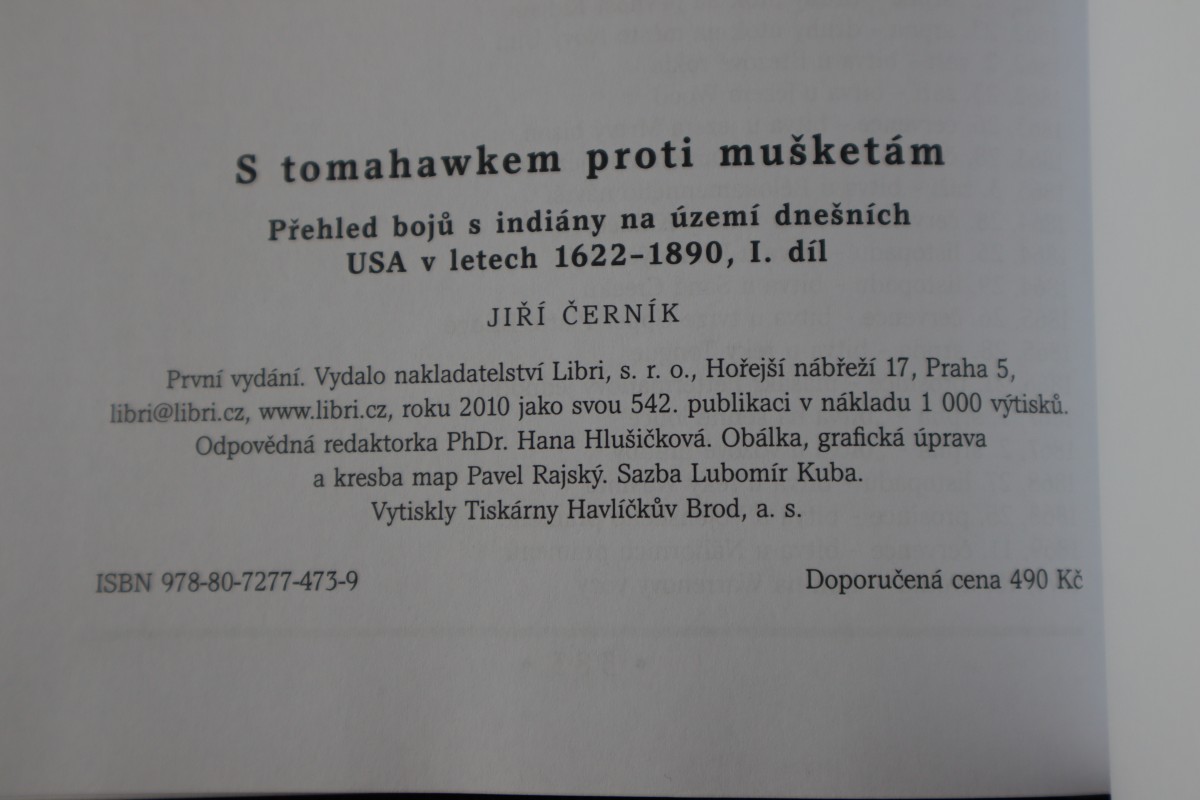 S tomahawkem proti mušketám
Přehled bojů s indiány na území dnešních
USA v letech 1622–1890, I. díl
JIŘÍ ČERNÍK
První vydání. Vydalo nakladatelství Libri, s. r. o., Hořejší nábřeží 17, Praha 5,
libri@libri.cz, www.libri.cz, roku 2010 jako svou 542. publikaci v nákladu 1 000 výtisků.
Odpovědná redaktorka PhDr. Hana Hlušičková. Obálka, grafická úprava
a kresba map Pavel Rajský. Sazba Lubomír Kuba.
Vytiskly Tiskárny Havlíčkův Brod, a. s.
ISBN 978-80-7277-473-9 Doporučená cena 490 Kč